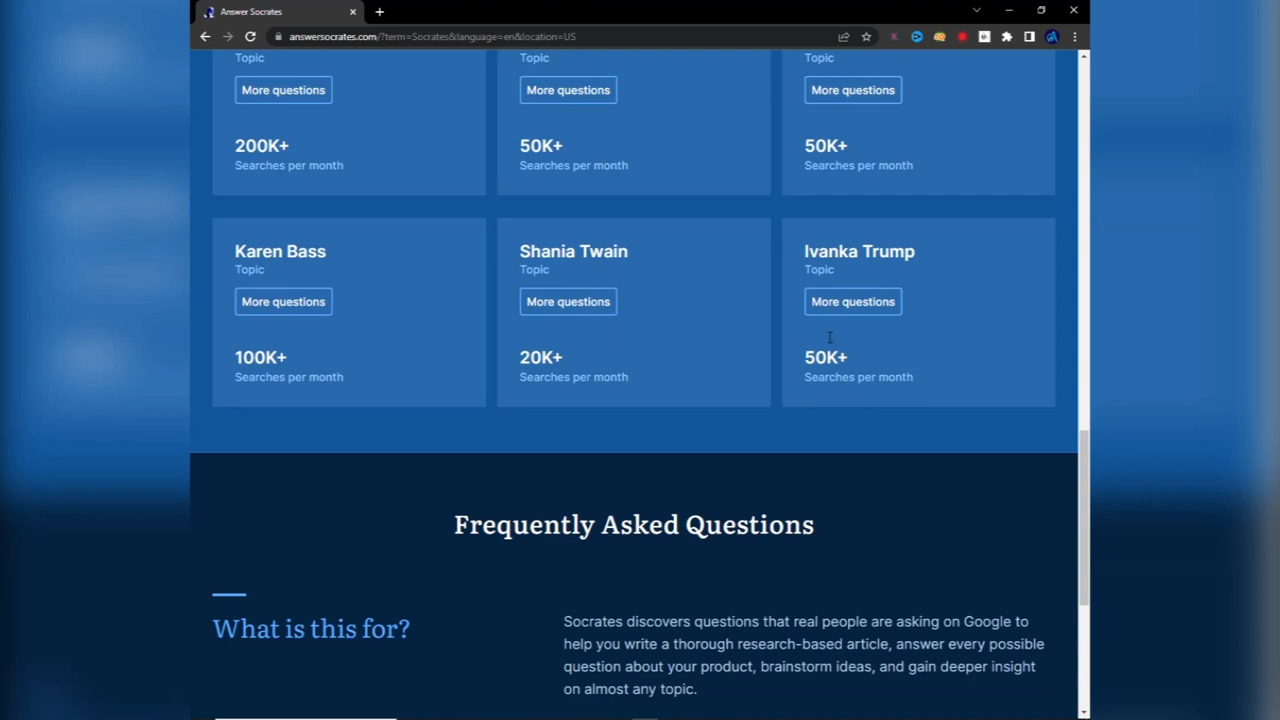 Answer Socrates
answersocrates.com/?term=Socrates&language=en&location=US
Topic
Topic
Topic
More questions
More questions
More questions
200K+
50K+
50K+
Searches per month
Searches per month
Searches per month
Karen Bass
Shania Twain
Ivanka Trump
Topic
Topic
Topic
More questions
More questions
More questions
100K+
20K+
50K+
Searches per month
Searches per month
Searches per month
Frequently Asked Questions
What is this for?
Socrates discovers questions that real people are asking on Google to
help you write a thorough research-based article, answer every possible
question about your product, brainstorm ideas, and gain deeper insight
on almost any topic.